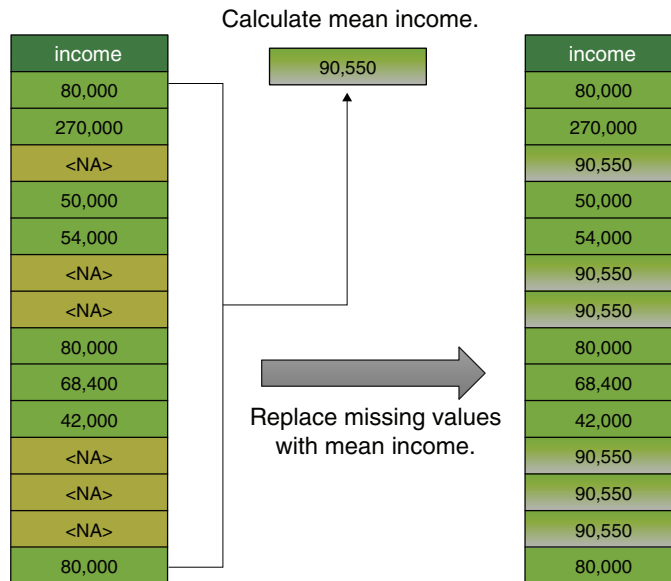 Calculate mean income.
income
80,000
270,000
<NA>
50,000
54,000
<NA>
<NA>
80,000
68,400
42,000
<NA>
<NA>
<NA>
80,000
90,550
Replace missing values
with mean income.
income
80,000
270,000
90,550
50,000
54,000
90,550
90,550
80,000
68,400
42,000
90,550
90,550
90,550
80,000